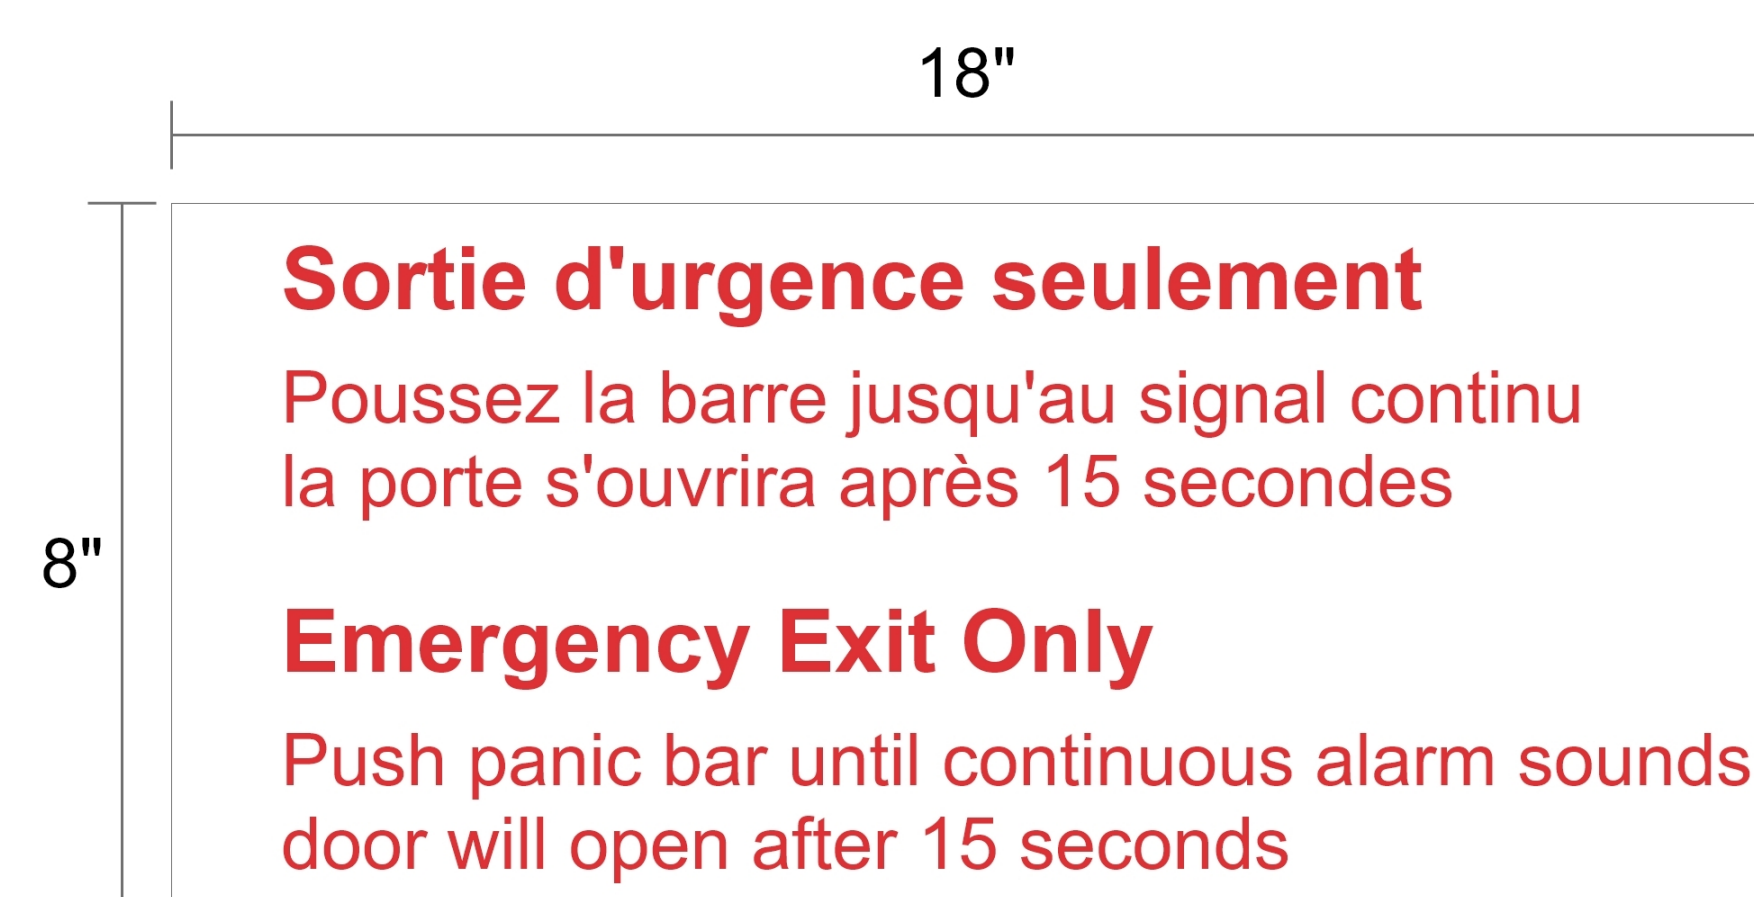 18"
Sortie d'urgence seulement
Poussez la barre jusqu'au signal continu
la porte s'ouvrira après 15 secondes
8"
Emergency Exit Only
Push panic bar until continuous alarm sounds
door will open after 15 seconds